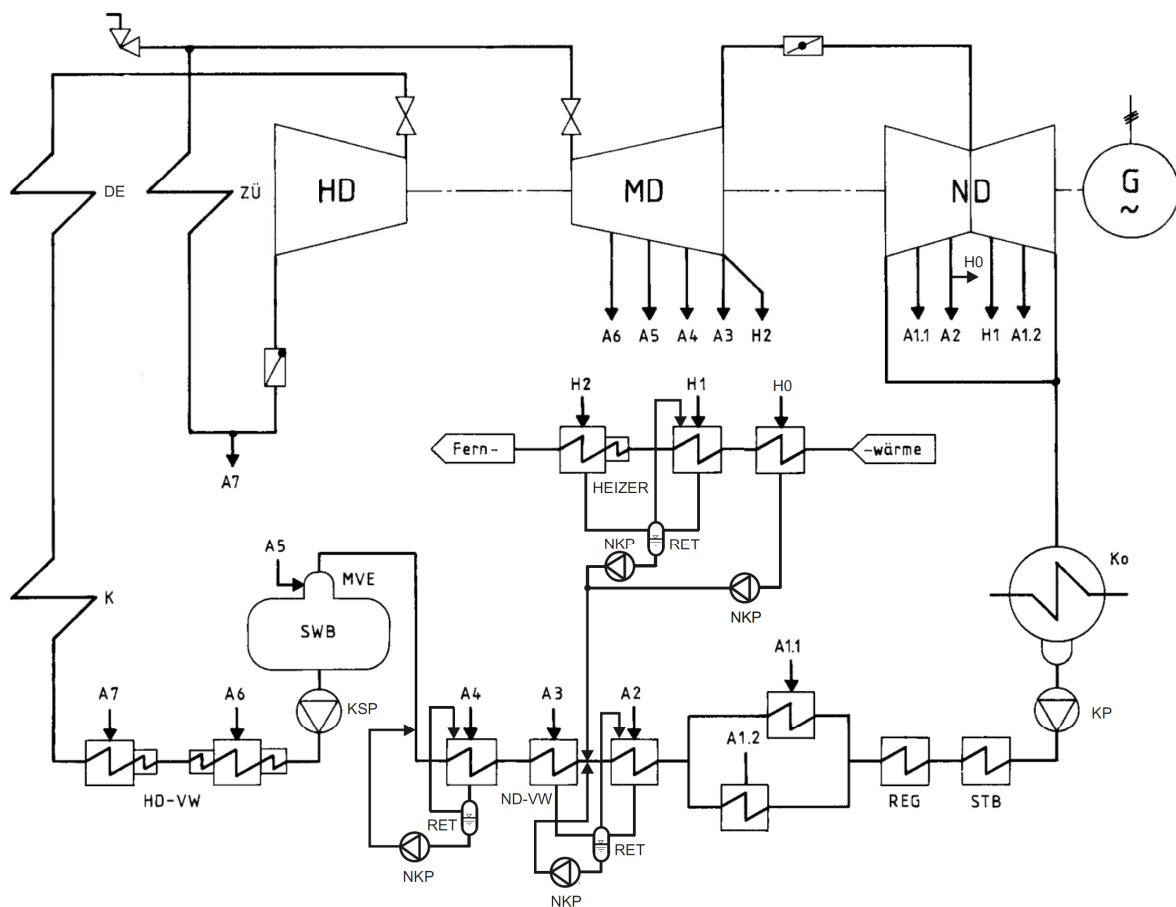 DE
ZÜ
HD
MD
ND
G
~
H0
A6
A5
A4
A3
H2
A1.1
A2
H1
A1.2
H2
H1
H0
Fern-
-wärme
HEIZER
A7
NKP
RET
A5
MVE
NKP
Ko
K
SWB
A1.1
A7
A6
KSP
A4
A3
A2
KP
A1.2
HD-VW
ND-VW
REG
STB
RET
RET
NKP
NKP